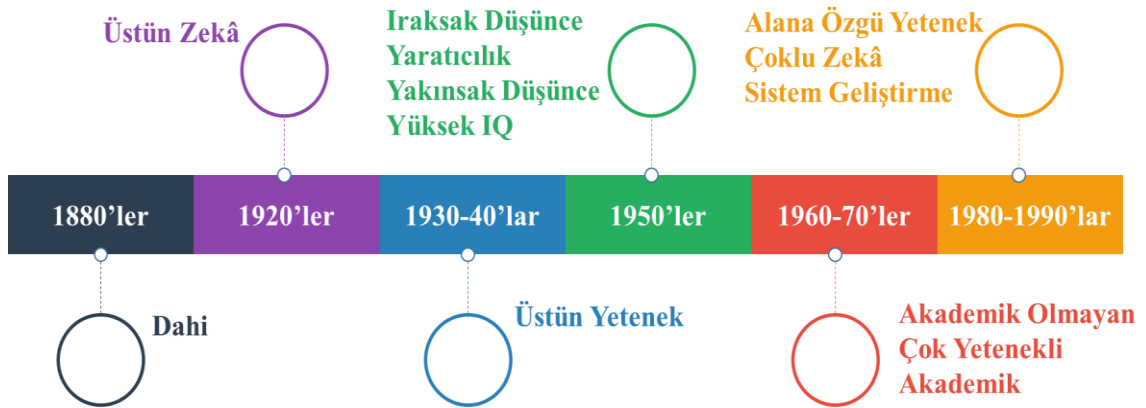 Üstün Zekâ
Iraksak Düşünce
Yaratıcılık
Yakınsak Düşünce
Yüksek IQ
Alana Özgü Yetenek
Çoklu Zekâ
Sistem Geliştirme
1880’ler
1920’ler
1930-40’lar
1950’ler
1960-70’ler
1980-1990’lar
Dahi
Üstün Yetenek
Akademik Olmayan
Çok Yetenekli
Akademik